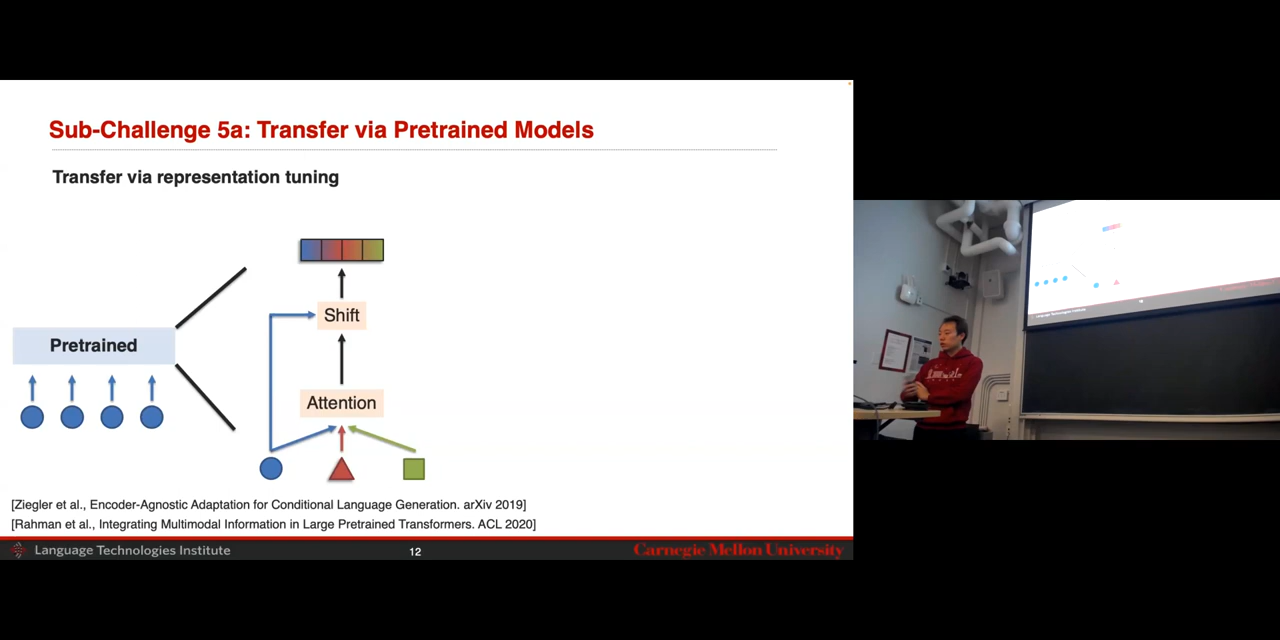 Sub-Challenge 5a: Transfer via Pretrained Models
Transfer via representation tuning
Shift
Pretrained
Attention
[Ziegler et al., Encoder-Agnostic Adaptation for Conditional Language Generation. arXiv 2019]
[Rahman et al., Integrating Multimodal Information in Large Pretrained Transformers. ACL 2020]
Language Technologies Institute
12
Carnegie Mellon University